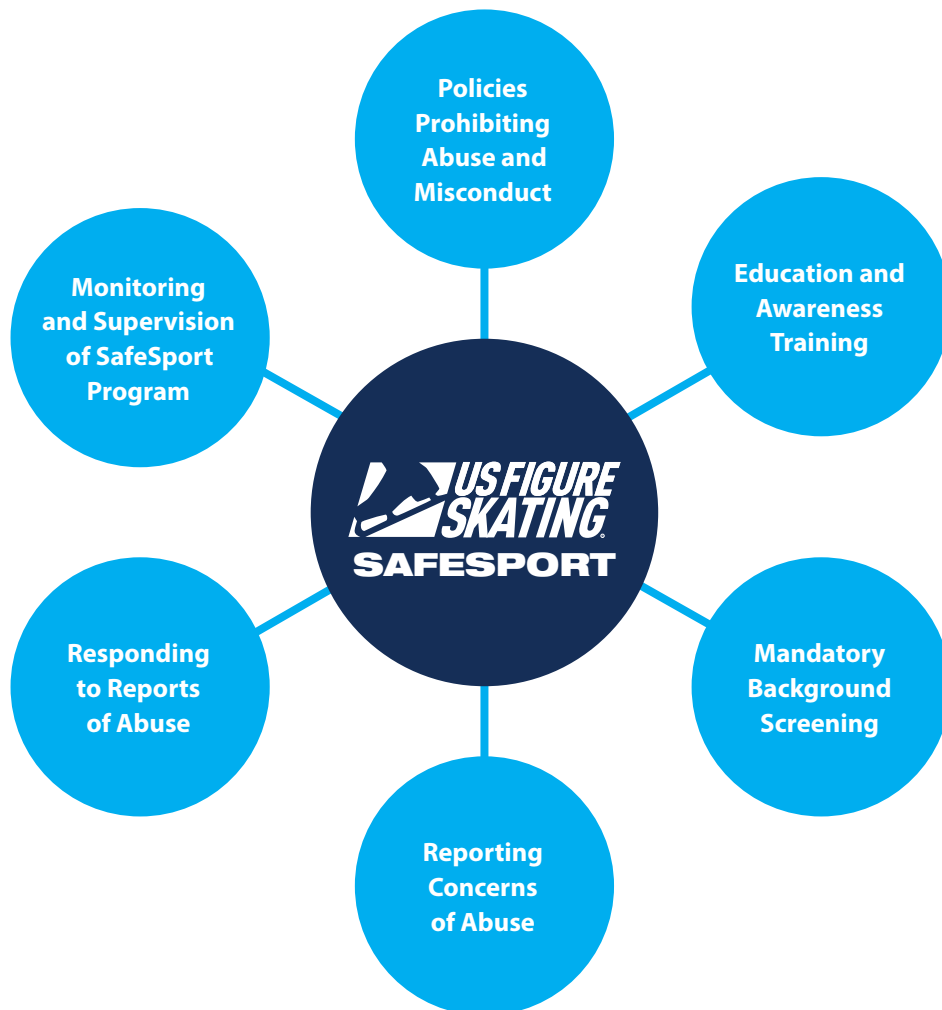 Policies
Prohibiting
Abuse and
Misconduct
Education and
Awareness
Training
Mandatory
Background
Screening
Reporting
Concerns
of Abuse
Responding
to Reports
of Abuse
Monitoring
and Supervision
of SafeSport
Program
US FIGURE
SKATING®
SAFESPORT